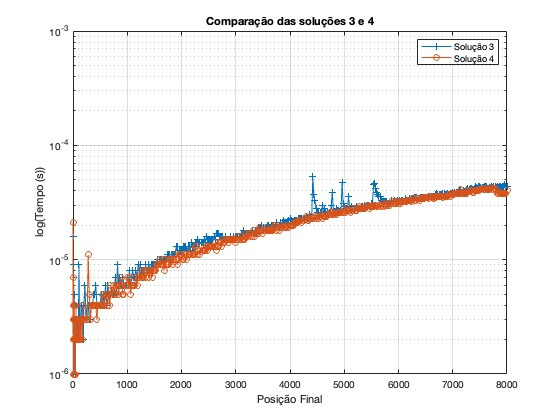 Comparação das soluções 3 e 4
10-3
Solução 3
Solução 4
10-4
log(Tempo (s))
10-5
10-6
0 1000 2000 3000 4000 5000 6000 7000 8000
Posição Final